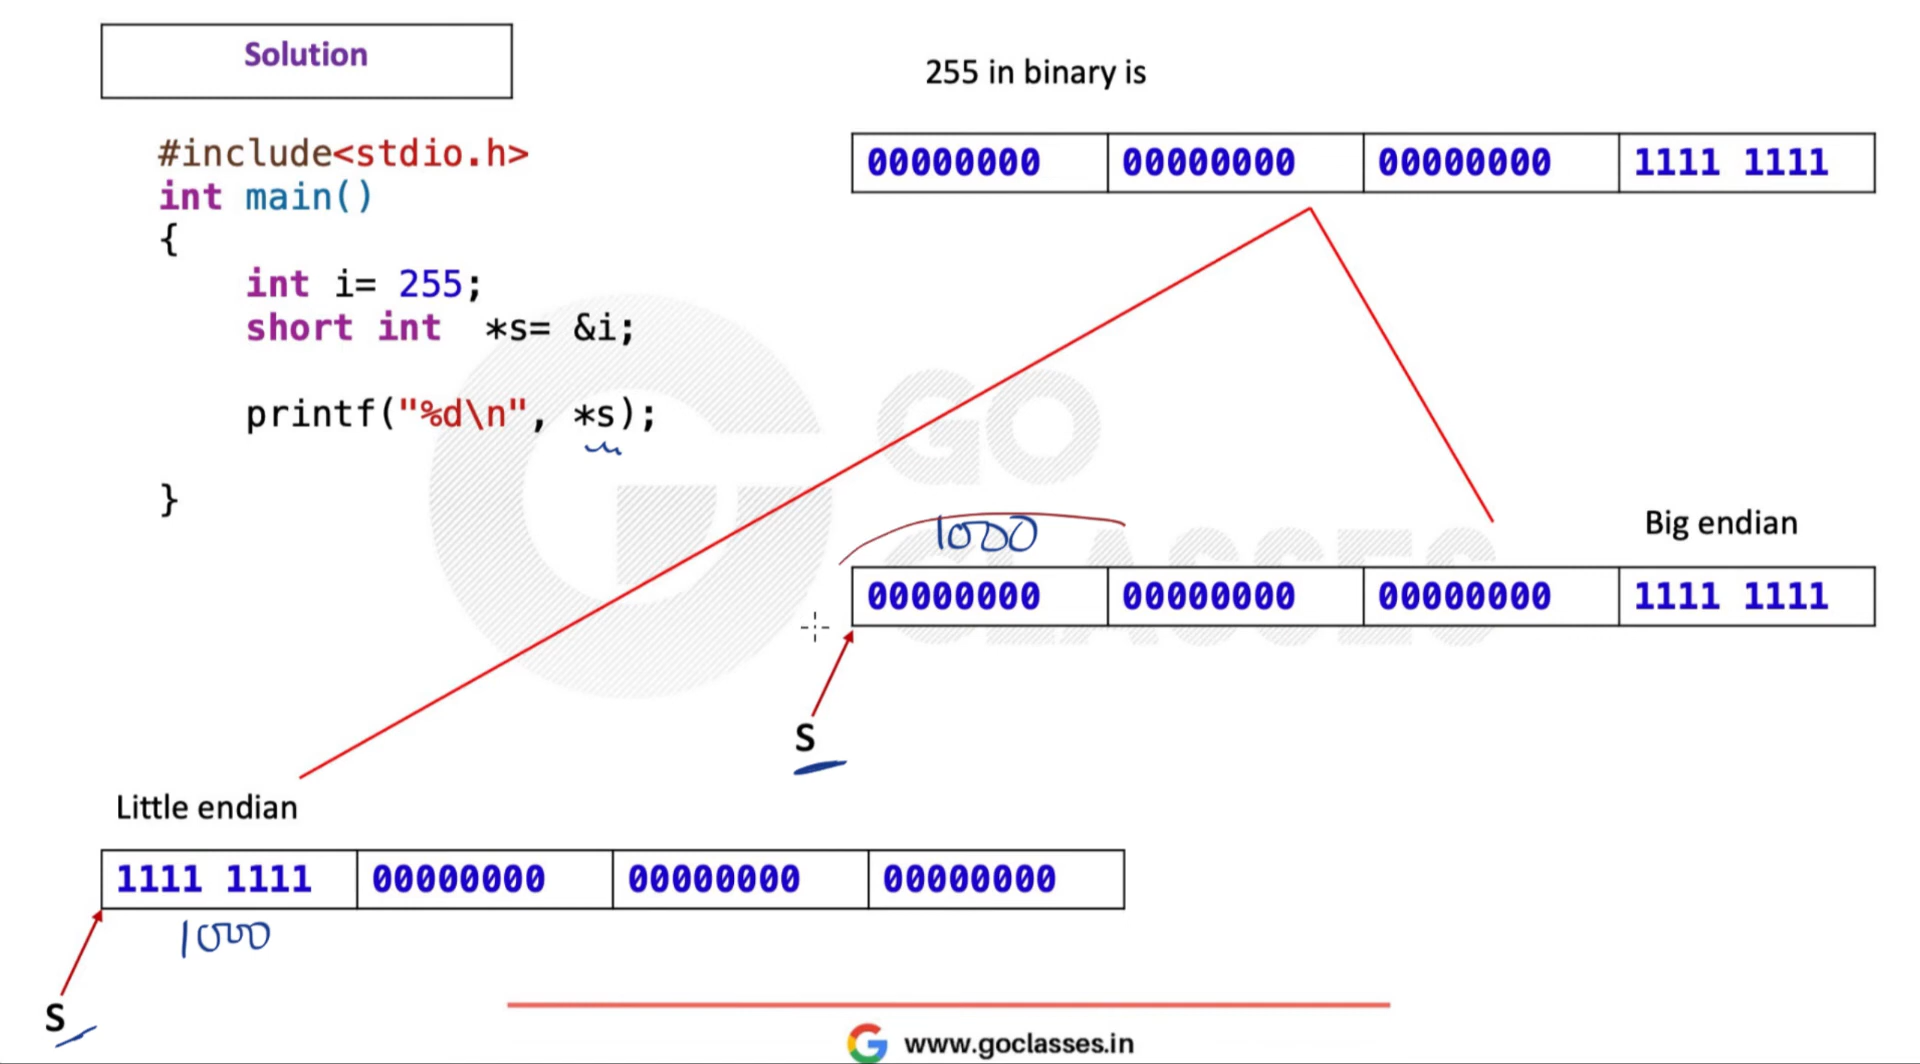 Solution
255 in binary is
00000000 00000000 00000000 1111 1111
#include<stdio.h>
int main()
{
int i= 255;
short int *s= &i;
printf("%d\n", *s);
}
GO
CLASSES
Big endian
1000
00000000 00000000 00000000 1111 1111
S
Little endian
1111 1111 00000000 00000000 00000000
1000
S
www.goclasses.in